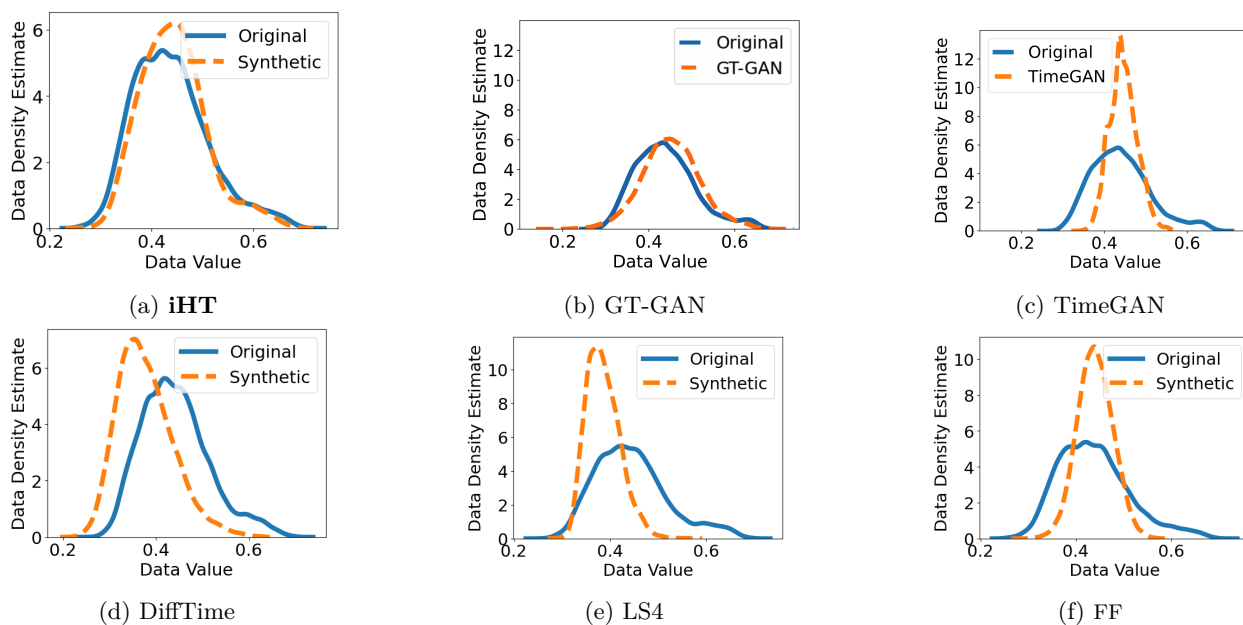 Data Density Estimate
6
4
2
0
0.2
0.4
0.6
Data Value
Original
Synthetic
(a) iHT
Data Density Estimate
12
10
8
6
4
2
0
0.2
0.4
0.6
Data Value
Original
GT-GAN
(b) GT-GAN
Data Density Estimate
12
10
8
6
4
2
0
0.2
0.4
0.6
Data Value
Original
TimeGAN
(c) TimeGAN
Data Density Estimate
6
4
2
0
0.2
0.4
0.6
Data Value
Original
Synthetic
(d) DiffTime
Data Density Estimate
10
8
6
4
2
0
0.2
0.4
0.6
Data Value
Original
Synthetic
(e) LS4
Data Density Estimate
10
8
6
4
2
0
0.2
0.4
0.6
Data Value
Original
Synthetic
(f) FF